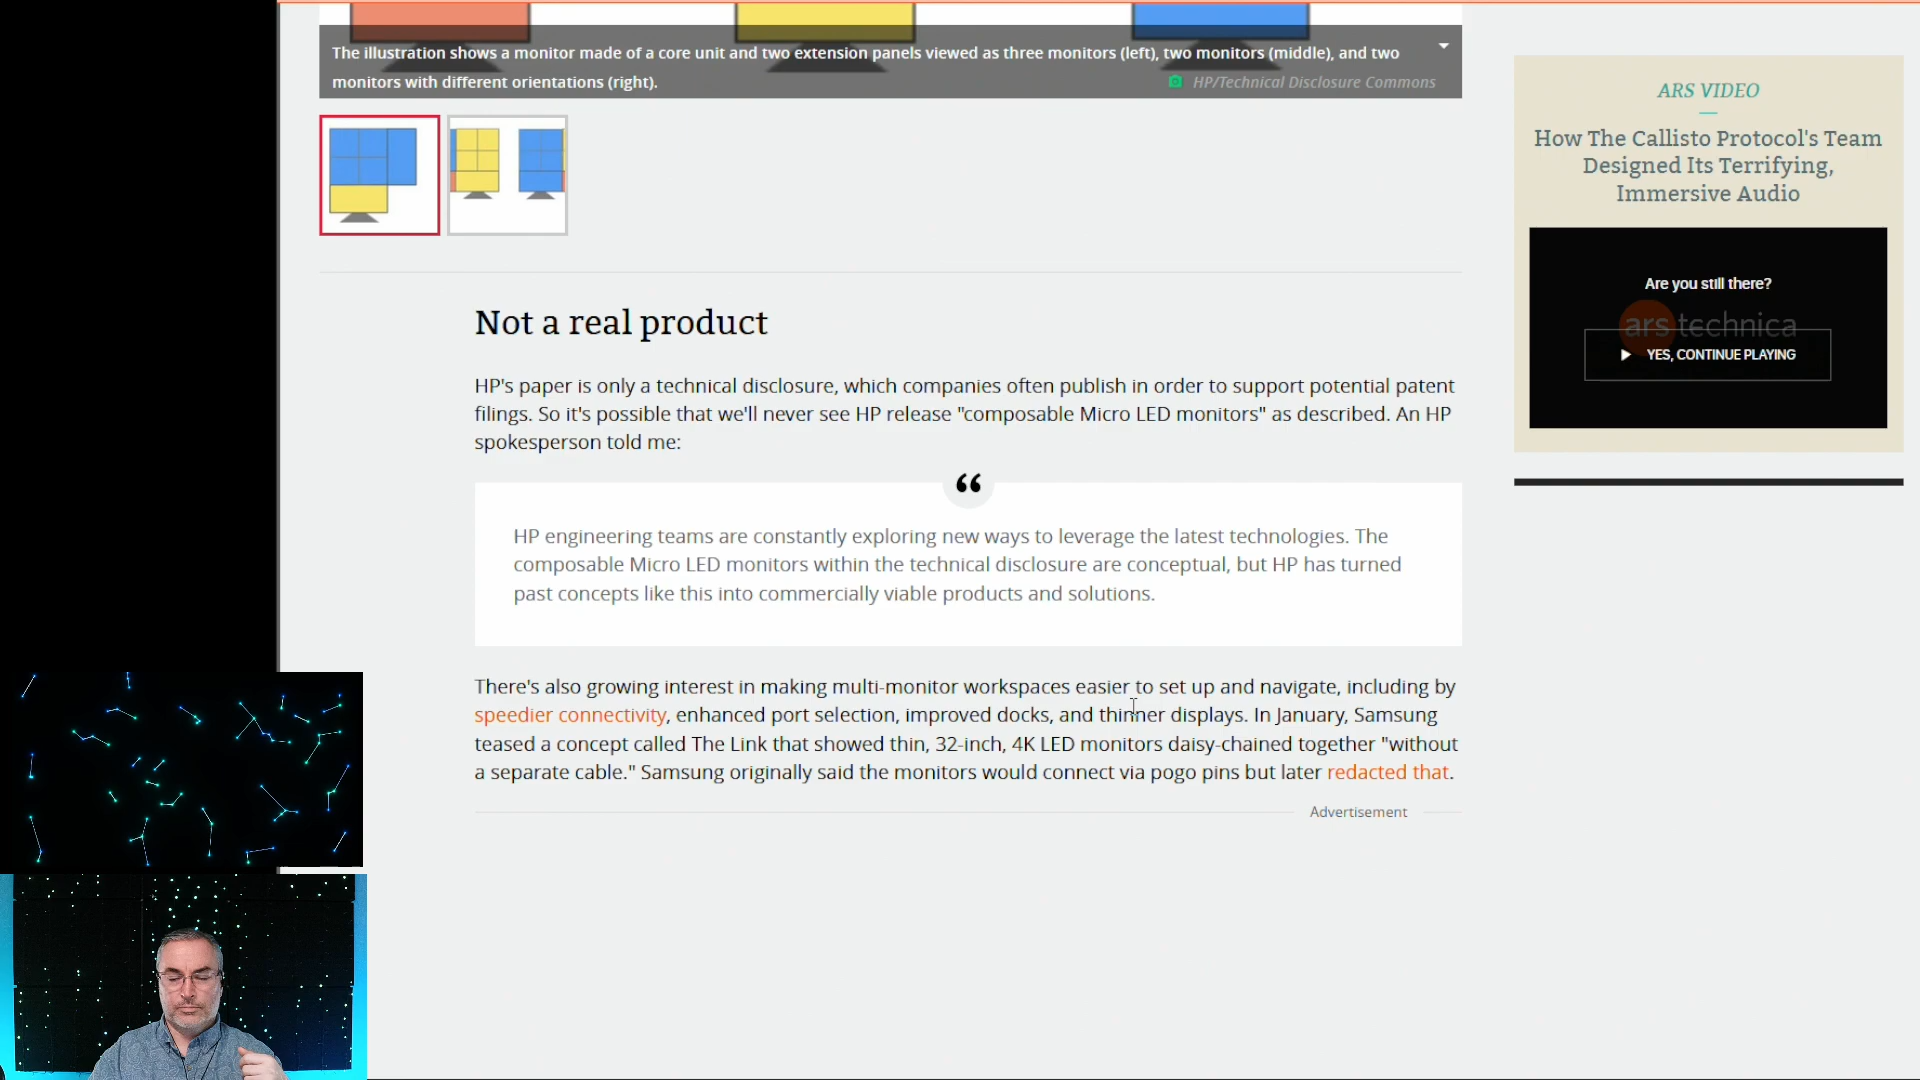 The illustration shows a monitor made of a core unit and two extension panels viewed as three monitors (left), two monitors (middle), and two
monitors with different orientations (right).
HP/Technical Disclosure Commons
Not a real product
HP's paper is only a technical disclosure, which companies often publish in order to support potential patent
filings. So it's possible that we'll never see HP release "composable Micro LED monitors" as described. An HP
spokesperson told me:
“
HP engineering teams are constantly exploring new ways to leverage the latest technologies. The
composable Micro LED monitors within the technical disclosure are conceptual, but HP has turned
past concepts like this into commercially viable products and solutions.
There's also growing interest in making multi-monitor workspaces easier to set up and navigate, including by
speedier connectivity, enhanced port selection, improved docks, and thinner displays. In January, Samsung
teased a concept called The Link that showed thin, 32-inch, 4K LED monitors daisy-chained together "without
a separate cable." Samsung originally said the monitors would connect via pogo pins but later redacted that.
Advertisement
ARS VIDEO
How The Callisto Protocol's Team
Designed Its Terrifying,
Immersive Audio
Are you still there?
ars technica
YES, CONTINUE PLAYING